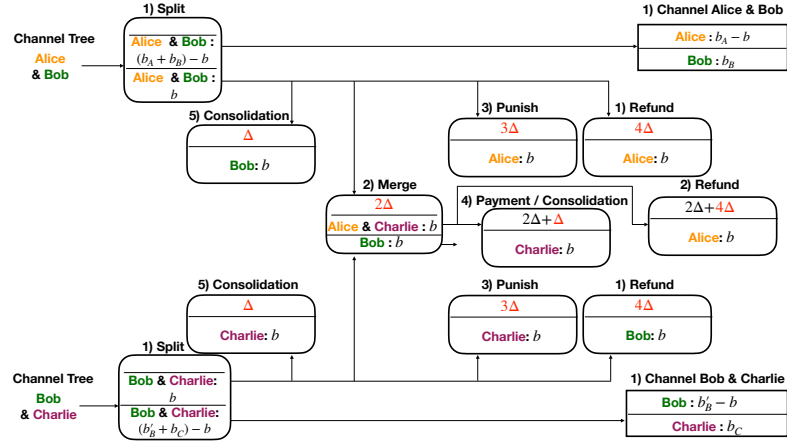 1) Split
Channel Tree
Alice
& Bob
Alice & Bob :
(b_A + b_B) − b
Alice & Bob :
b
1) Channel Alice & Bob
Alice : b_A − b
Bob : b_B
5) Consolidation
Δ
Bob: b
3) Punish
3Δ
Alice: b
1) Refund
4Δ
Alice: b
2) Merge
2Δ
Alice & Charlie : b
Bob : b
4) Payment / Consolidation
2Δ+Δ
Charlie: b
2) Refund
2Δ+4Δ
Alice: b
5) Consolidation
Δ
Charlie: b
3) Punish
3Δ
Charlie: b
1) Refund
4Δ
Bob: b
1) Split
Channel Tree
Bob
& Charlie
Bob & Charlie:
b
Bob & Charlie:
(b′_B + b_C) − b
1) Channel Bob & Charlie
Bob : b′_B − b
Charlie : b_C